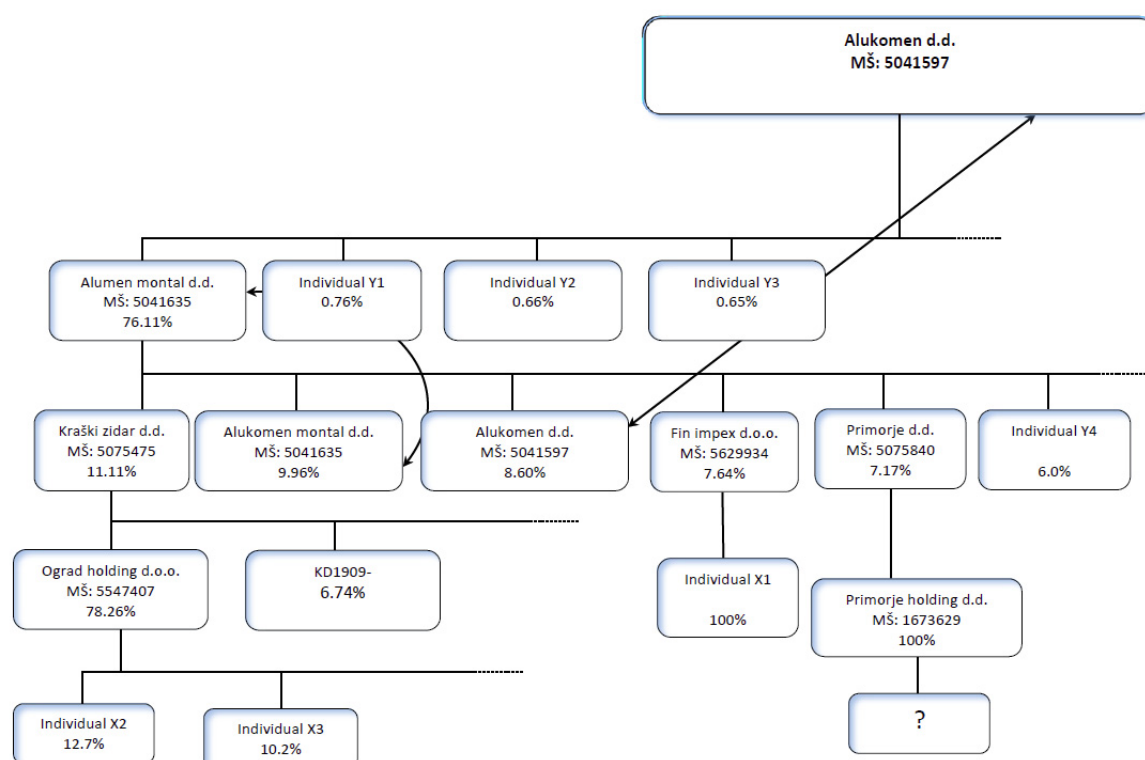 Alukomen d.d.
MŠ: 5041597
Alumen montal d.d.
MŠ: 5041635
76.11%
Individual Y1
0.76%
Individual Y2
0.66%
Individual Y3
0.65%
Kraški zidar d.d.
MŠ: 5075475
11.11%
Alukomen montal d.d.
MŠ: 5041635
9.96%
Alukomen d.d.
MŠ: 5041597
8.60%
Fin impex d.o.o.
MŠ: 5629934
7.64%
Primorje d.d.
MŠ: 5075840
7.17%
Individual Y4
6.0%
Ograd holding d.o.o.
MŠ: 5547407
78.26%
KD1909-
6.74%
Individual X1
100%
Primorje holding d.d.
MŠ: 1673629
100%
Individual X2
12.7%
Individual X3
10.2%
?